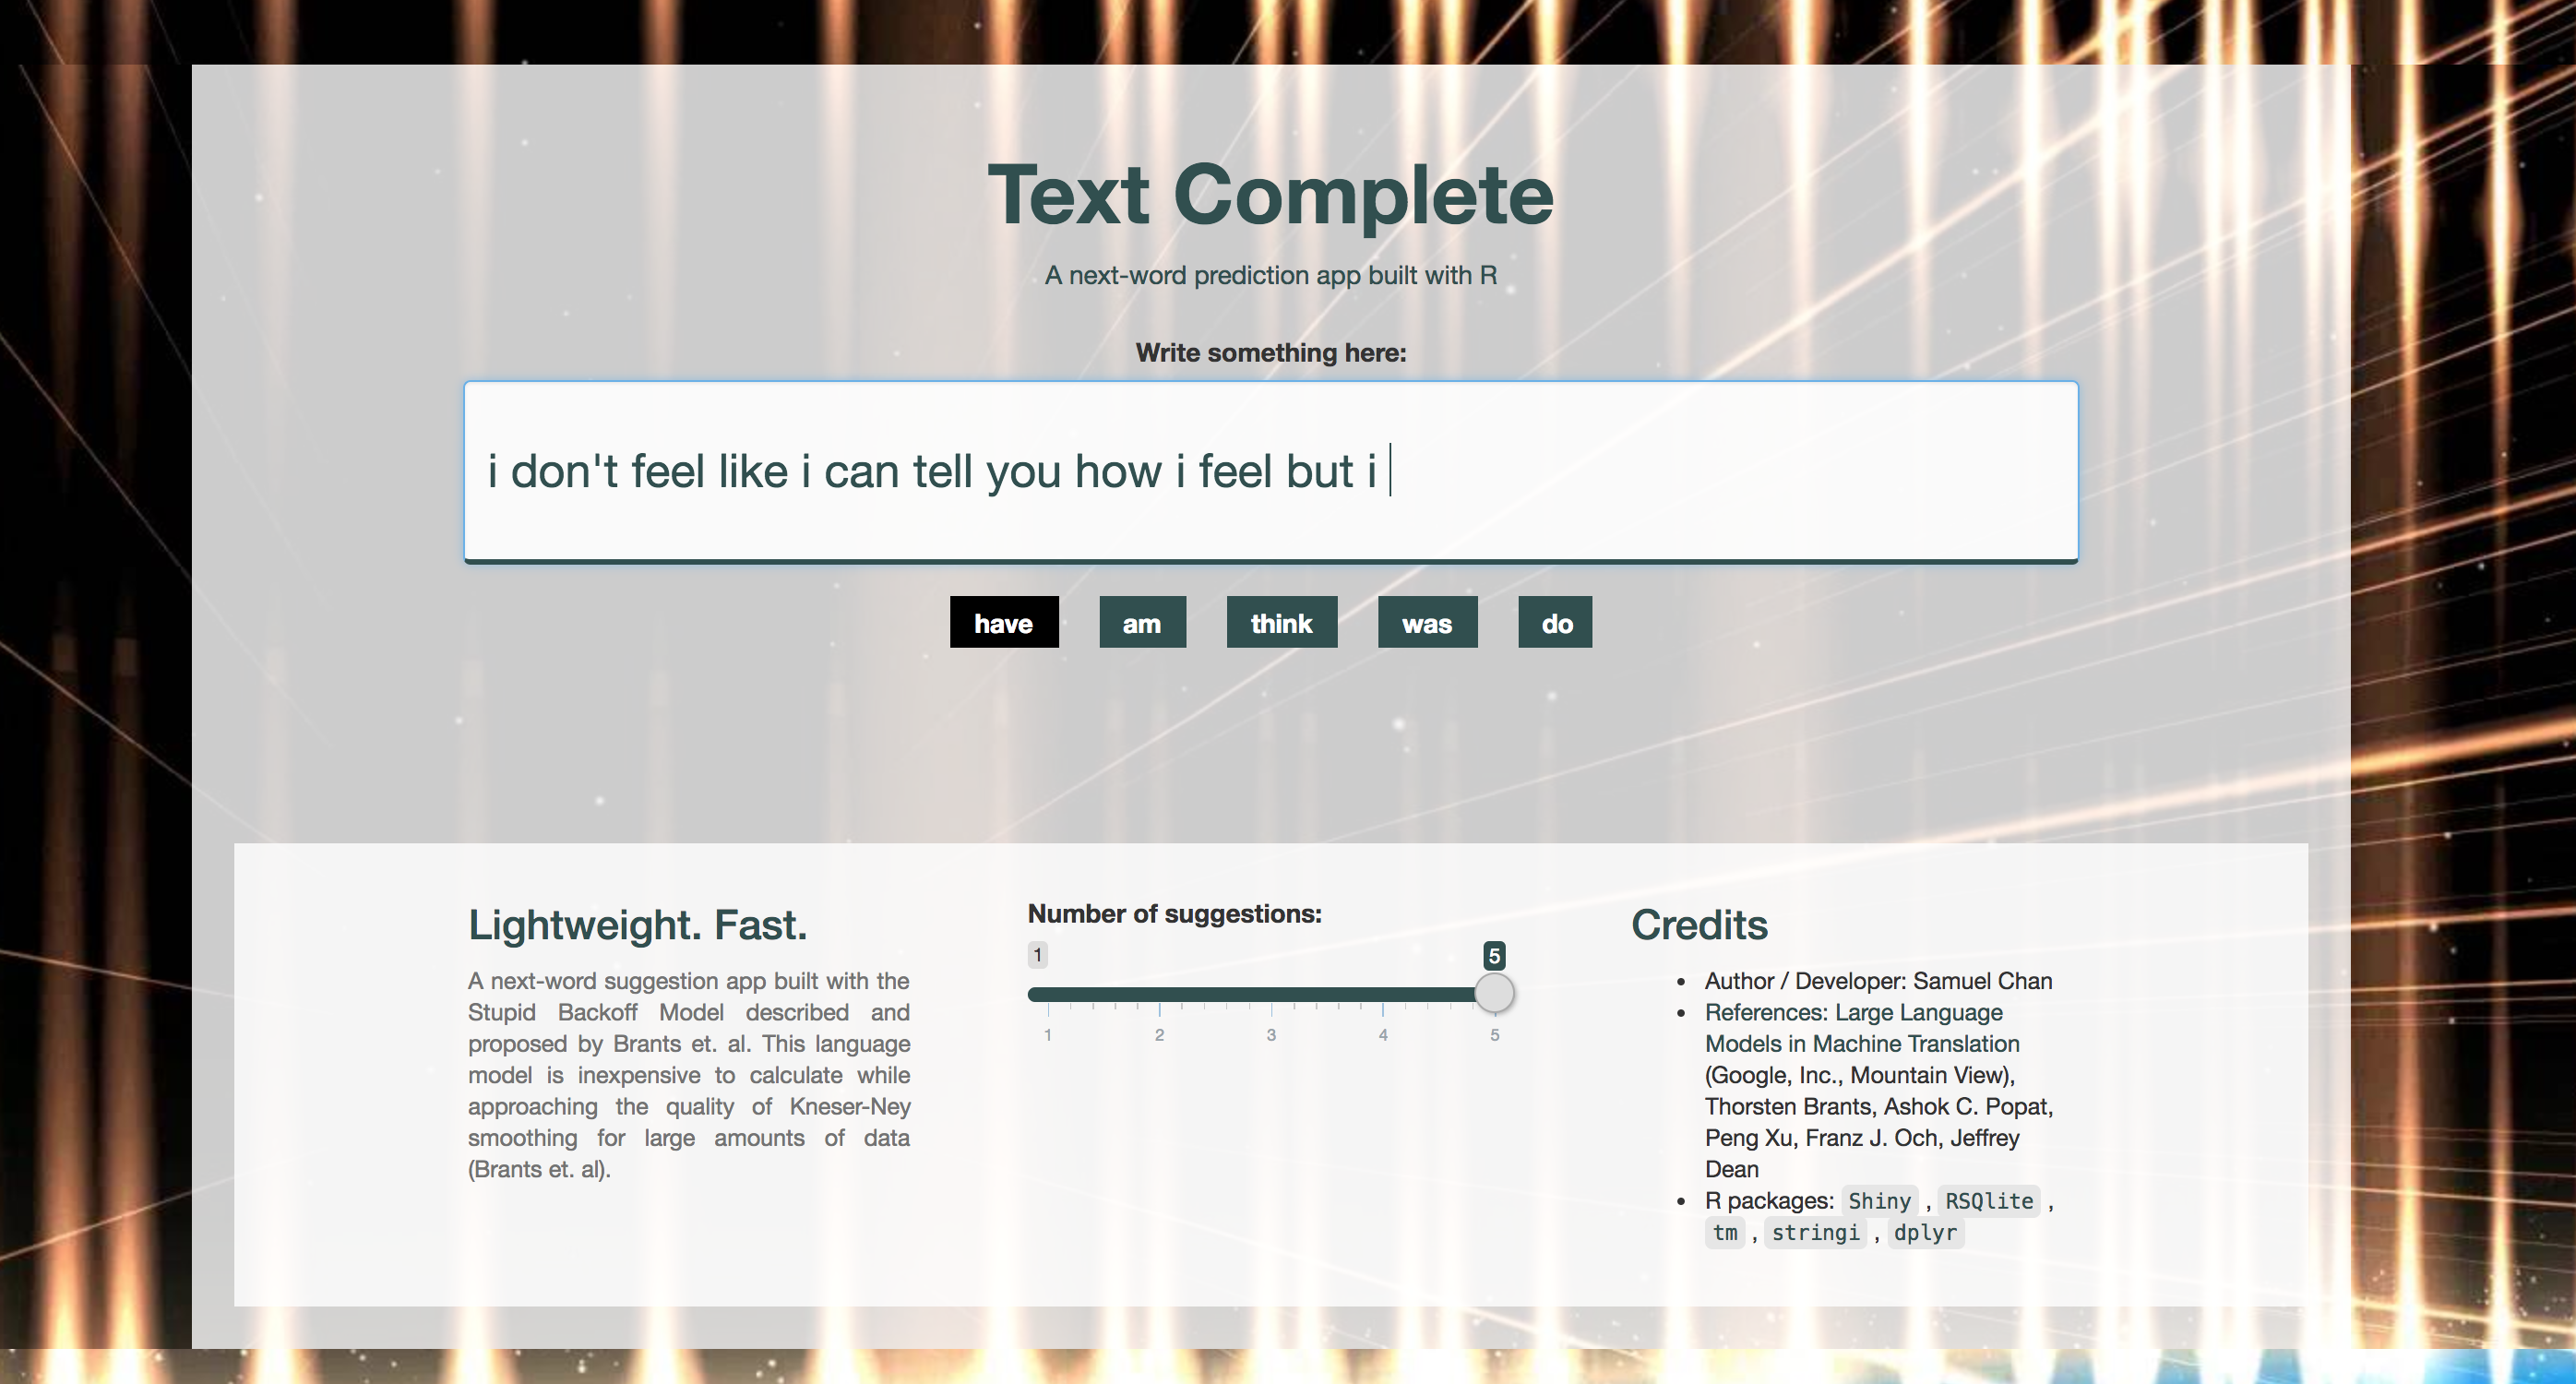 Text Complete
A next-word prediction app built with R
Write something here:
i don't feel like i can tell you how i feel but i
have am think was do
Lightweight. Fast.
A next-word suggestion app built with the
Stupid Backoff Model described and
proposed by Brants et. al. This language
model is inexpensive to calculate while
approaching the quality of Kneser-Ney
smoothing for large amounts of data
(Brants et. al).
Number of suggestions:
1 5
1 2 3 4 5
Credits
• Author / Developer: Samuel Chan
• References: Large Language
Models in Machine Translation
(Google, Inc., Mountain View),
Thorsten Brants, Ashok C. Popat,
Peng Xu, Franz J. Och, Jeffrey
Dean
• R packages: Shiny , RSQlite ,
tm , stringi , dplyr